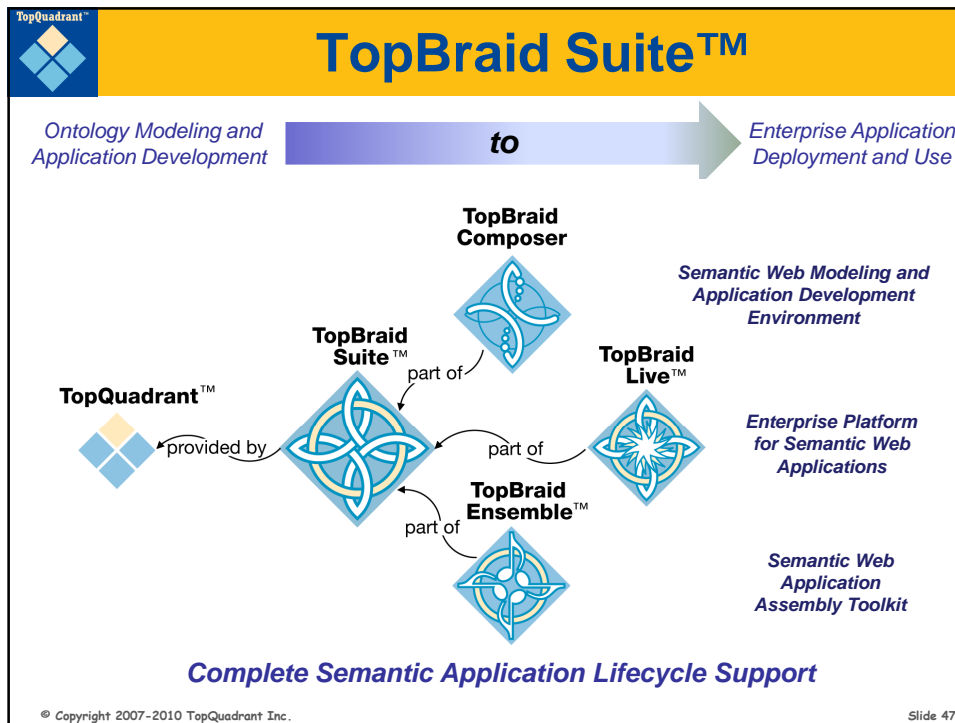 TopQuadrant™
TopBraid Suite™
Ontology Modeling and
Application Development
to
Enterprise Application
Deployment and Use
TopBraid
Composer
Semantic Web Modeling and
Application Development
Environment
TopBraid
Suite™
part of
TopBraid
Live™
TopQuadrant™
provided by
part of
Enterprise Platform
for Semantic Web
Applications
TopBraid
Ensemble™
part of
Semantic Web
Application
Assembly Toolkit
Complete Semantic Application Lifecycle Support
© Copyright 2007-2010 TopQuadrant Inc.
Slide 47